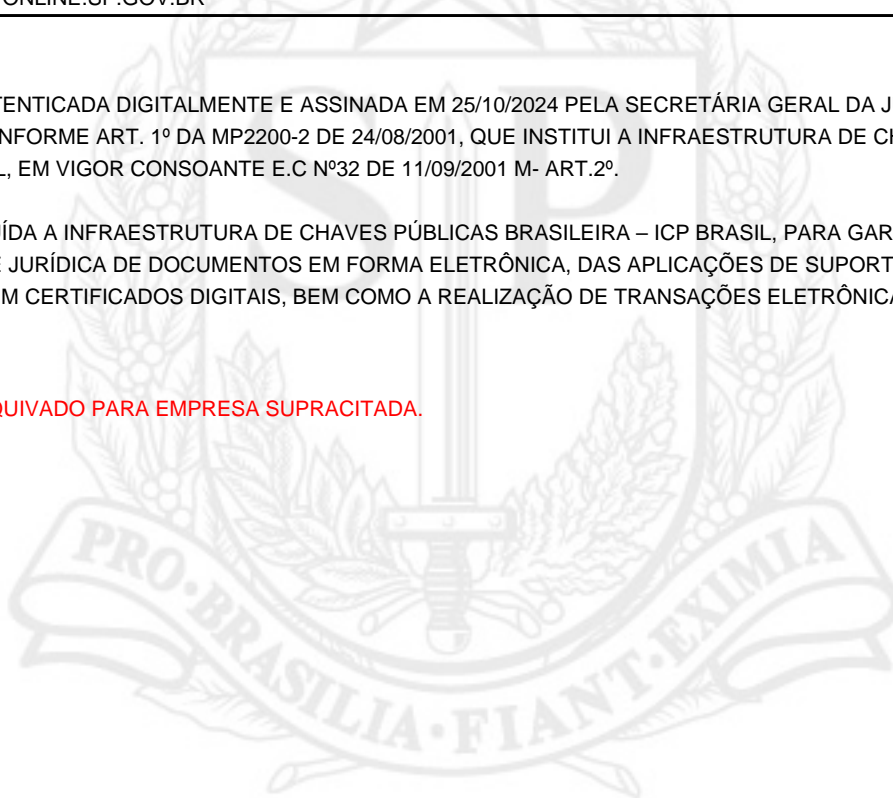 ONLINE.SP.GOV.BR
TENTICADA DIGITALMENTE E ASSINADA EM 25/10/2024 PELA SECRETÁRIA GERAL DA J
NFORME ART. 1º DA MP2200-2 DE 24/08/2001, QUE INSTITUI A INFRAESTRUTURA DE CH
L, EM VIGOR CONSOANTE E.C Nº32 DE 11/09/2001 M- ART.2º.
ÍDA A INFRAESTRUTURA DE CHAVES PÚBLICAS BRASILEIRA – ICP BRASIL, PARA GAR
E JURÍDICA DE DOCUMENTOS EM FORMA ELETRÔNICA, DAS APLICAÇÕES DE SUPORT
M CERTIFICADOS DIGITAIS, BEM COMO A REALIZAÇÃO DE TRANSAÇÕES ELETRÔNICA
QUIVADO PARA EMPRESA SUPRACITADA.
SP
PRO·BRASILIA·FIANT·EXIMIA